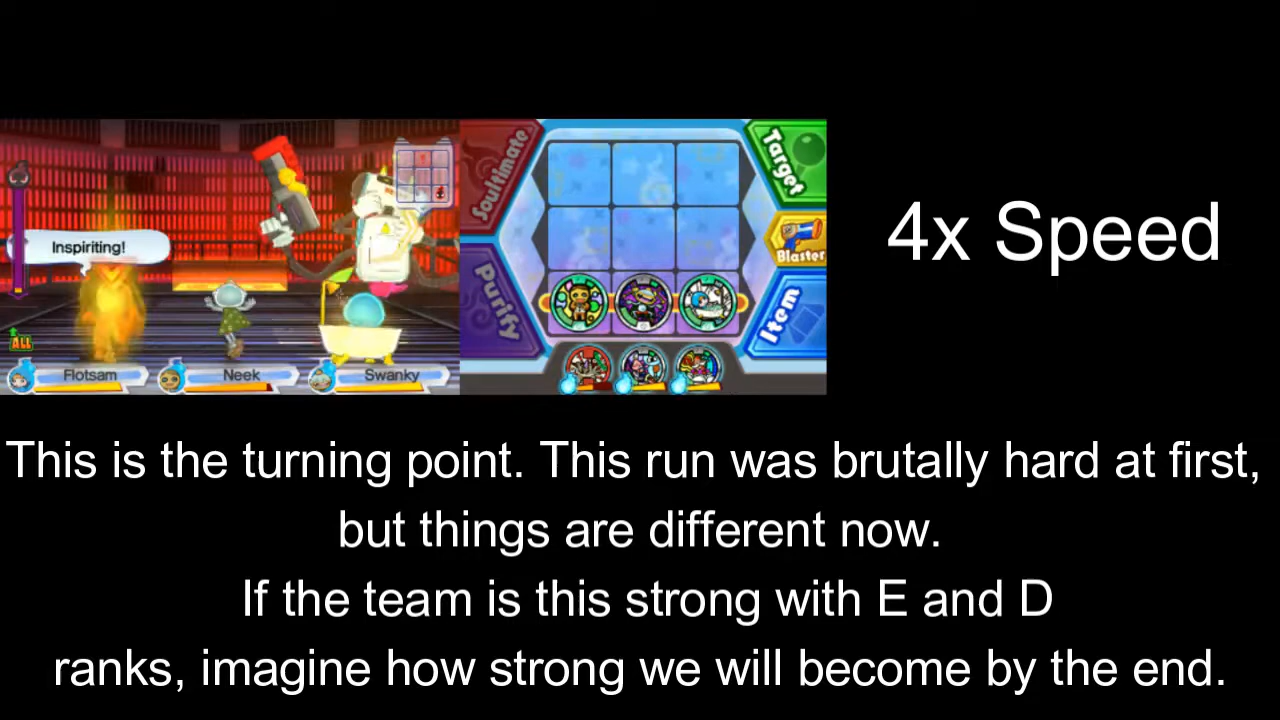 Soultimate
Target
4x Speed
Inspiriting!
Blaster
Purify
Item
ALL
Flotsam
Neek
Swanky
This is the turning point. This run was brutally hard at first,
but things are different now.
If the team is this strong with E and D
ranks, imagine how strong we will become by the end.